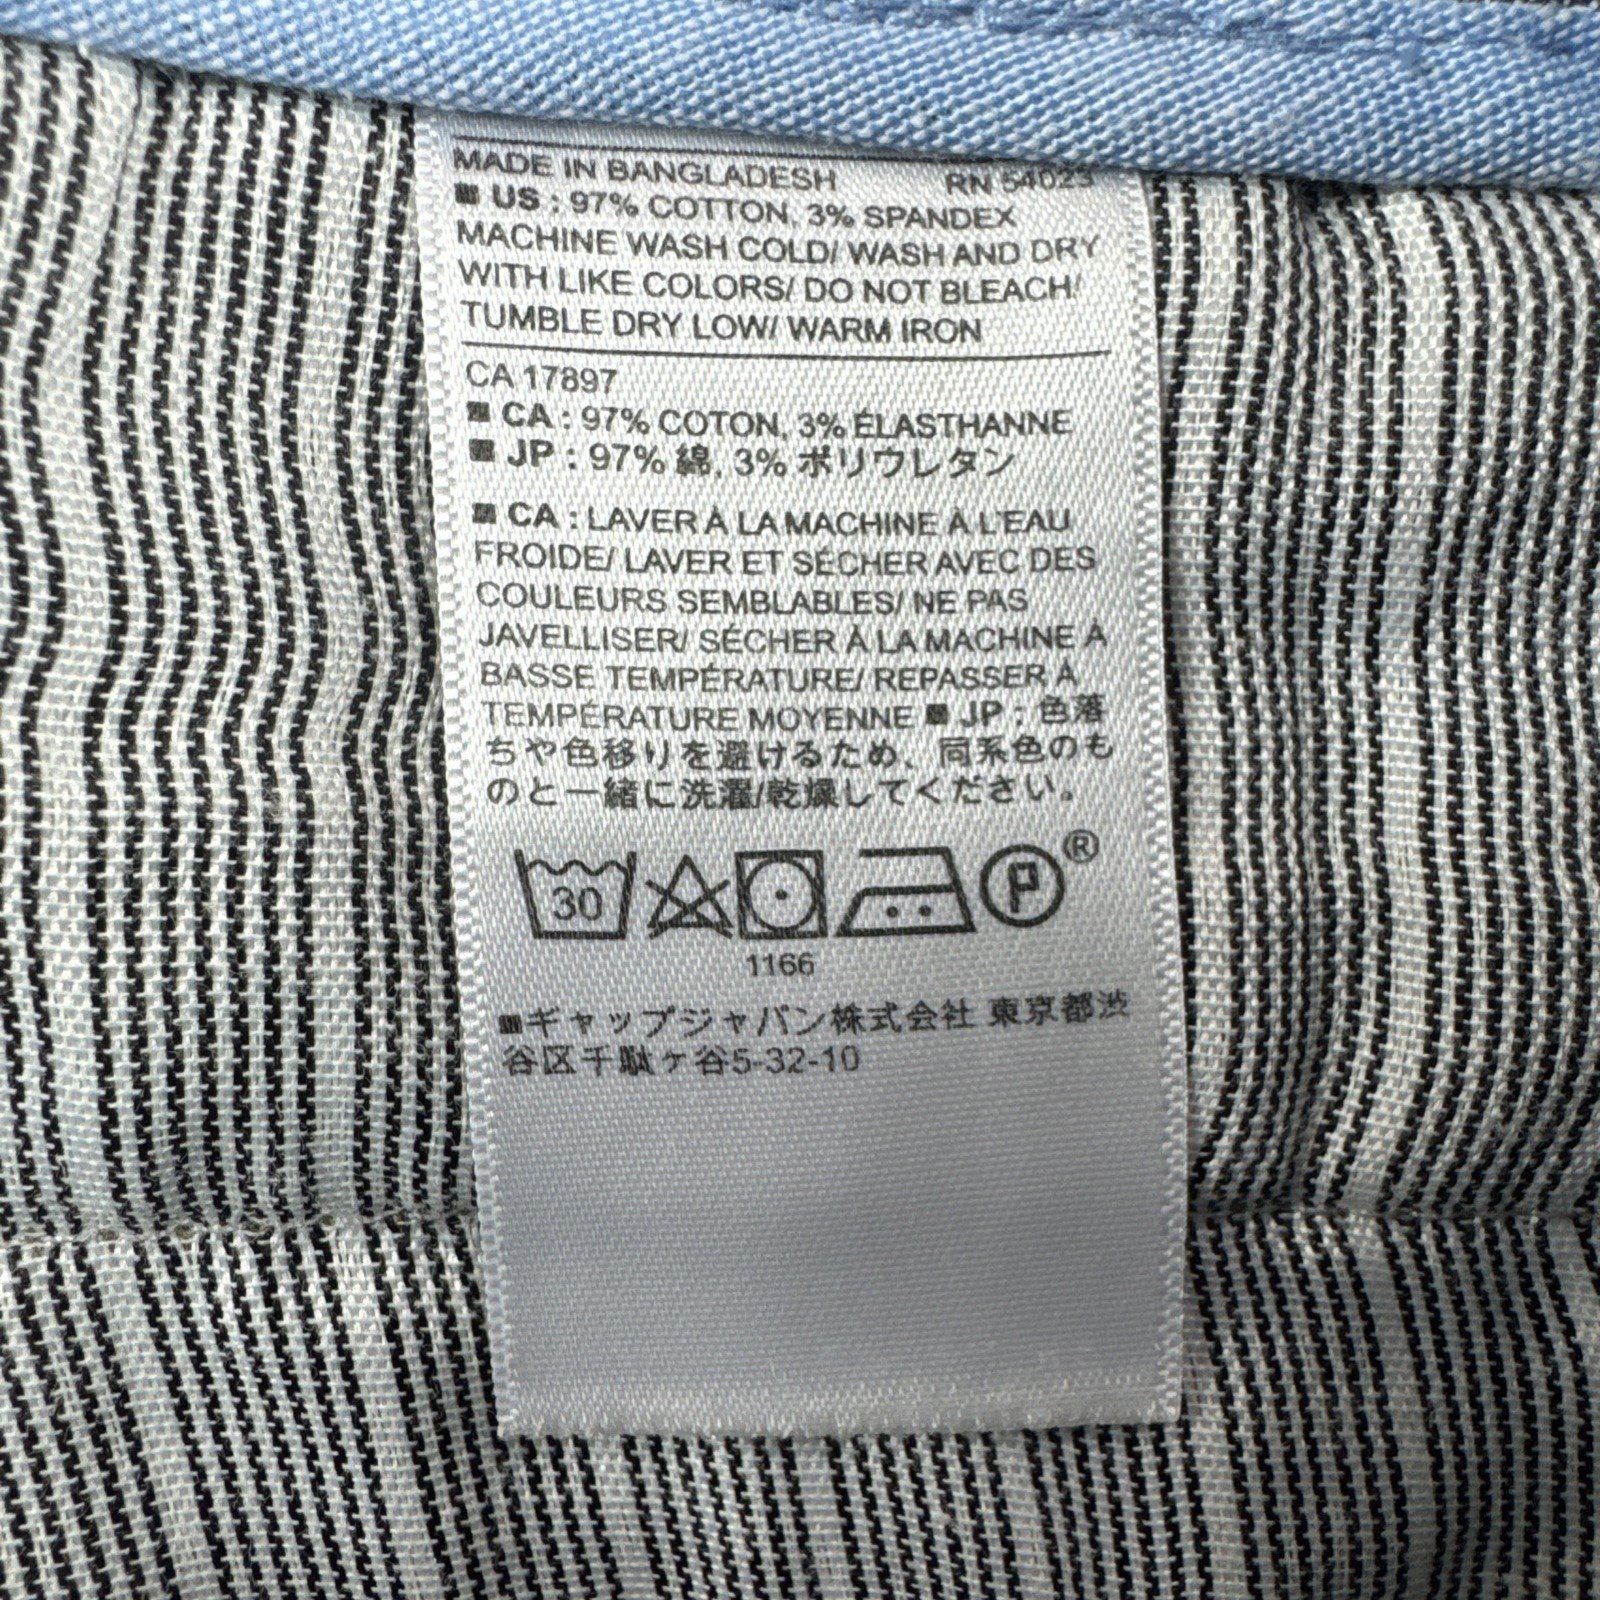 MADE IN BANGLADESH RN 54023
■ US : 97% COTTON, 3% SPANDEX
MACHINE WASH COLD/ WASH AND DRY
WITH LIKE COLORS/ DO NOT BLEACH/
TUMBLE DRY LOW/ WARM IRON
CA 17897
■ CA : 97% COTON, 3% ÉLASTHANNE
■ JP : 97% 綿, 3% ポリウレタン
■ CA : LAVER À LA MACHINE À L'EAU
FROIDE/ LAVER ET SÉCHER AVEC DES
COULEURS SEMBLABLES/ NE PAS
JAVELLISER/ SÉCHER À LA MACHINE À
BASSE TEMPÉRATURE/ REPASSER À
TEMPÉRATURE MOYENNE ■ JP : 色落
ちや色移りを避けるため、同系色のも
のと一緒に洗濯/乾燥してください。
30 P ®
1166
■ギャップジャパン株式会社 東京都渋
谷区千駄ヶ谷5-32-10